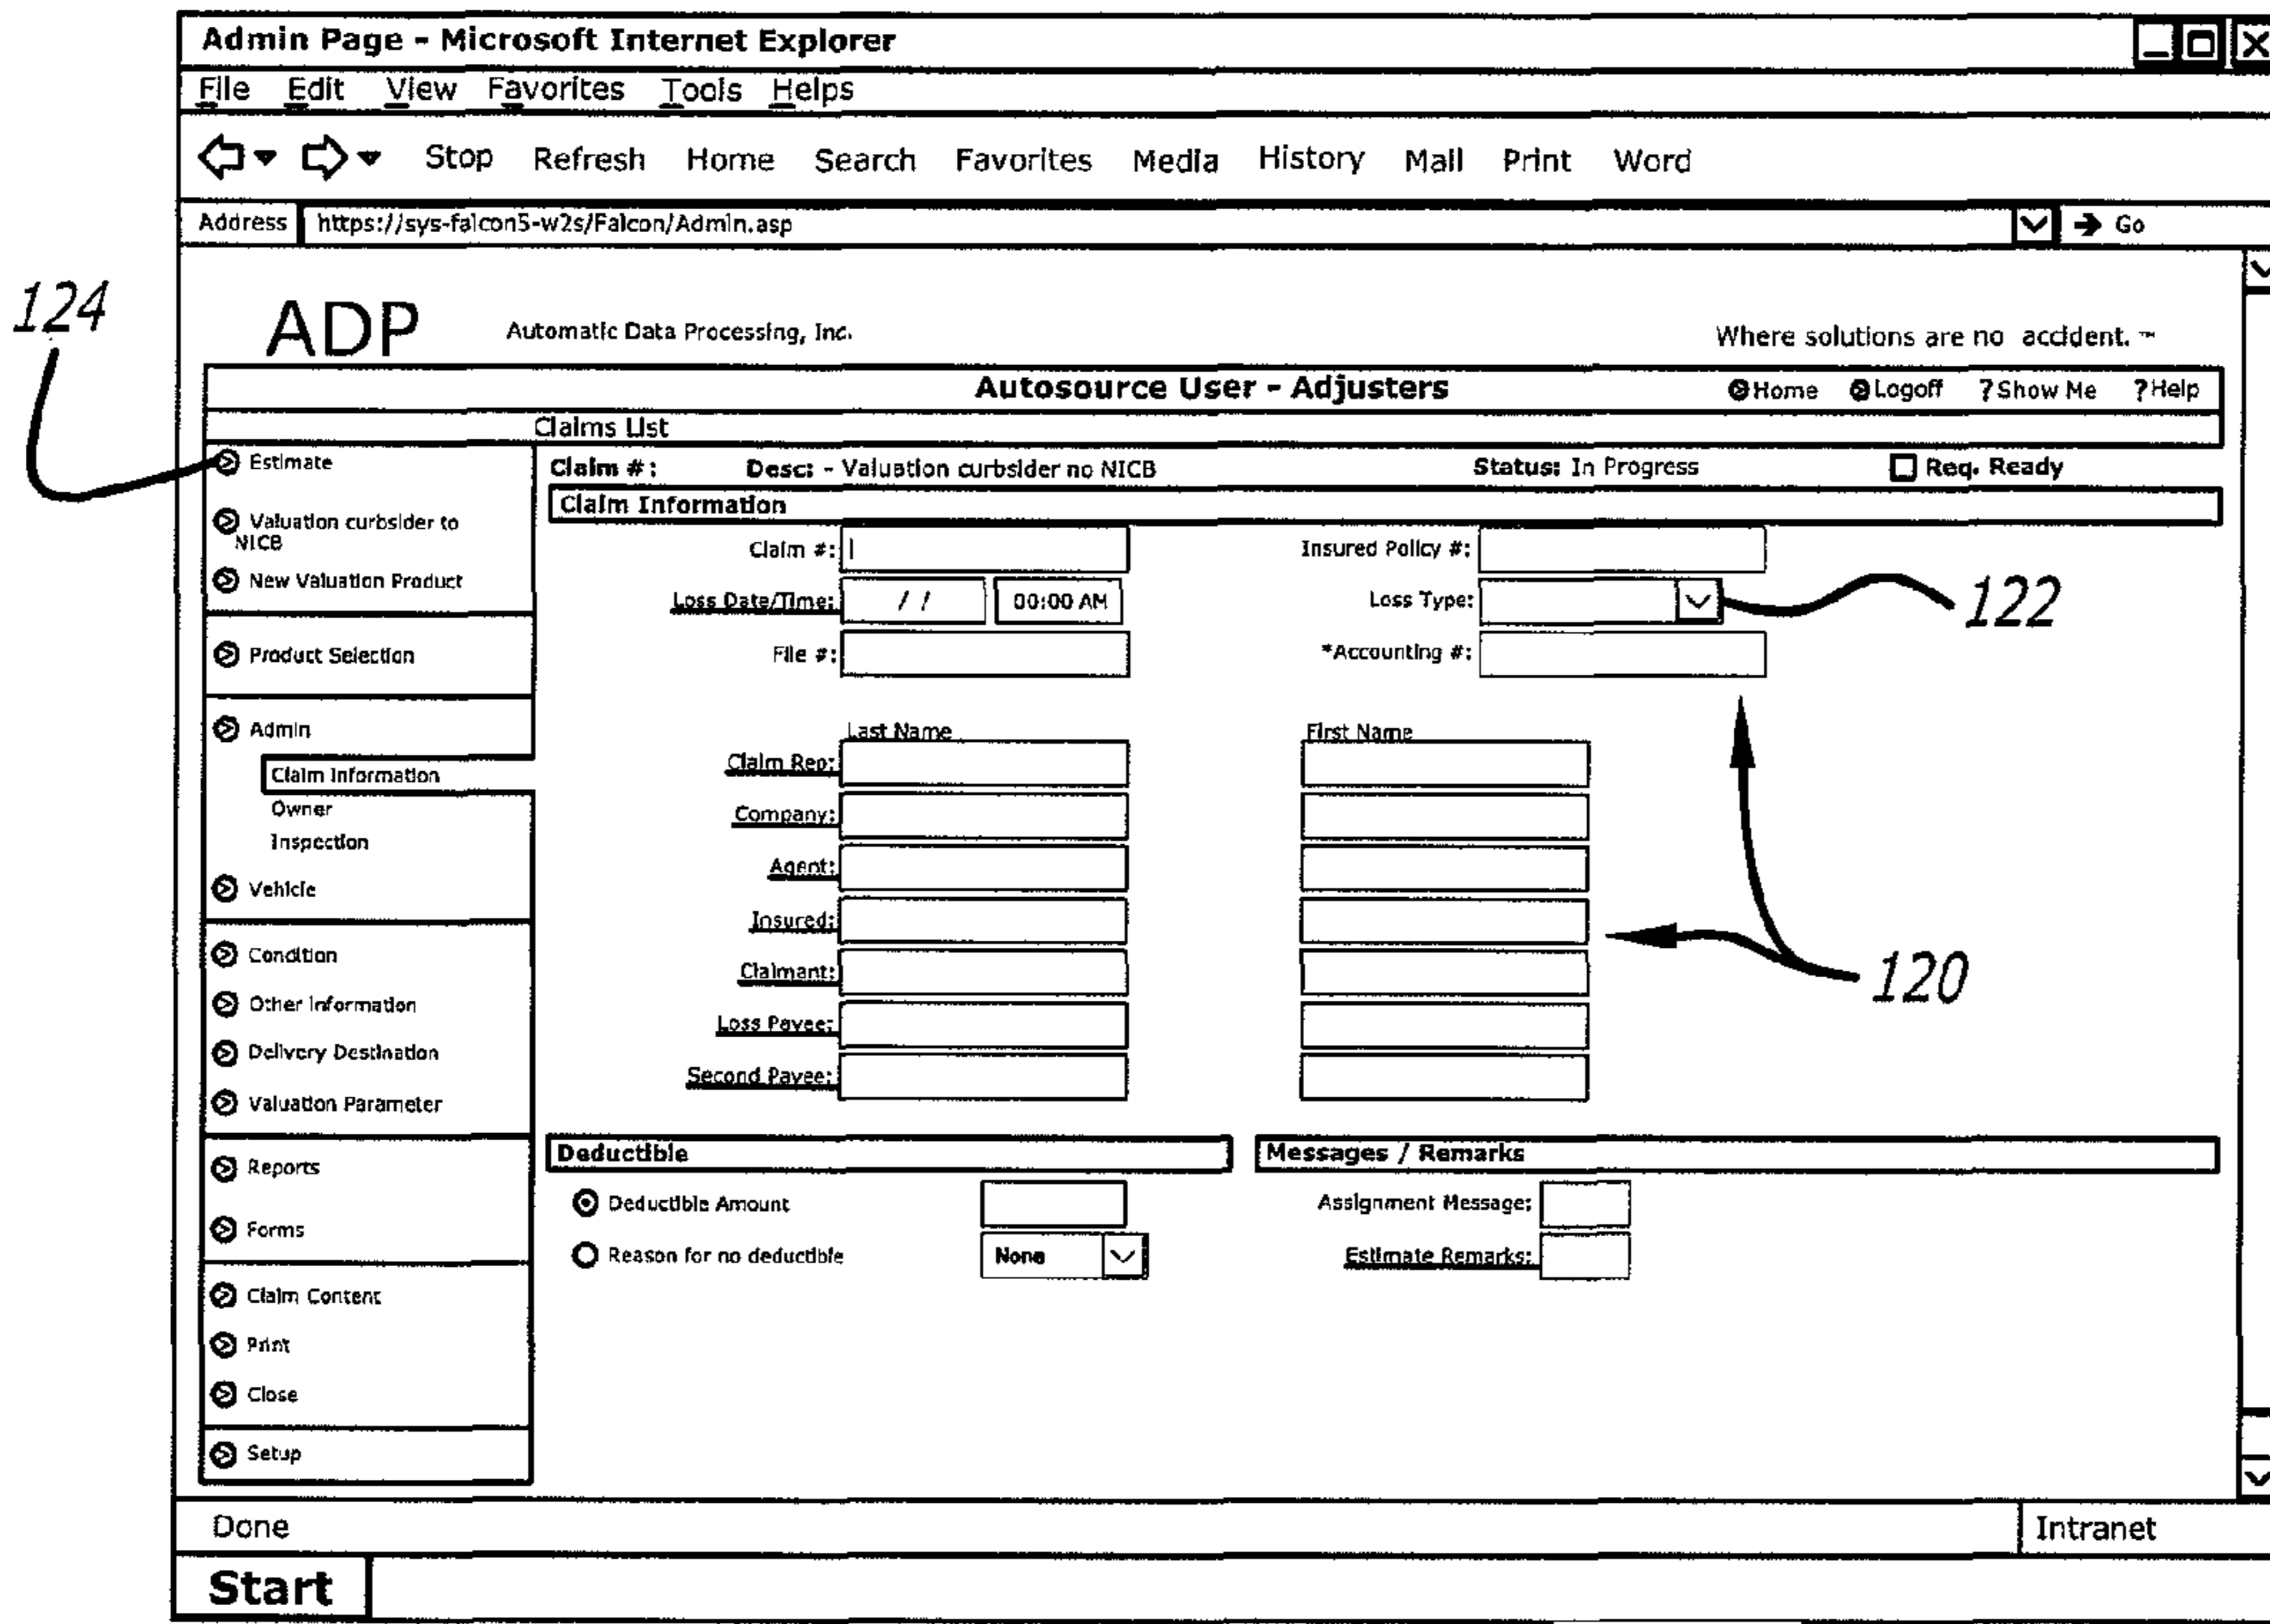 Admin Page - Microsoft Internet Explorer
File Edit View Favorites Tools Helps
Stop Refresh Home Search Favorites Media History Mail Print Word
Address https://sys-falcon5-w2s/Falcon/Admin.asp Go
124
ADP Automatic Data Processing, Inc. Where solutions are no accident. ™
Autosource User - Adjusters Home Logoff ?Show Me ?Help
Claims List
Estimate
Valuation curbsider to
NICB
New Valuation Product
Product Selection
Admin
Claim Information
Owner
Inspection
Vehicle
Condition
Other Information
Delivery Destination
Valuation Parameter
Reports
Forms
Claim Content
Print
Close
Setup
Claim #: Desc: - Valuation curbsider no NICB Status: In Progress Req. Ready
Claim Information
Claim #: Insured Policy #:
Loss Date/Time: / / 00:00 AM Loss Type: 122
File #: *Accounting #:
Last Name First Name
Claim Rep:
Company:
Agent:
Insured:
Claimant: 120
Loss Payee:
Second Payee:
Deductible Messages / Remarks
Deductible Amount Assignment Message:
Reason for no deductible None Estimate Remarks:
Done Intranet
Start